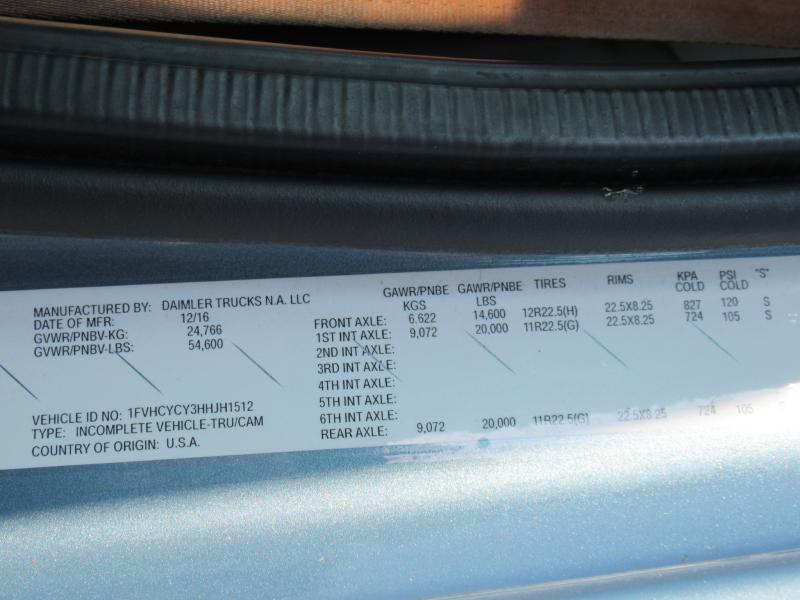 MANUFACTURED BY: DAIMLER TRUCKS N.A. LLC
DATE OF MFR: 12/16
GVWR/PNBV-KG: 24,766
GVWR/PNBV-LBS: 54,600
VEHICLE ID NO: 1FVHCYCY3HHJH1512
TYPE: INCOMPLETE VEHICLE-TRU/CAM
COUNTRY OF ORIGIN: U.S.A.
GAWR/PNBE GAWR/PNBE TIRES RIMS KPA PSI "S"
KGS LBS COLD COLD
FRONT AXLE: 6,622 14,600 12R22.5(H) 22.5X8.25 827 120 S
1ST INT AXLE: 9,072 20,000 11R22.5(G) 22.5X8.25 724 105 S
2ND INT AXLE:
3RD INT AXLE:
4TH INT AXLE:
5TH INT AXLE:
6TH INT AXLE:
REAR AXLE: 9,072 20,000 11R22.5(G) 22.5X8.25 724 105